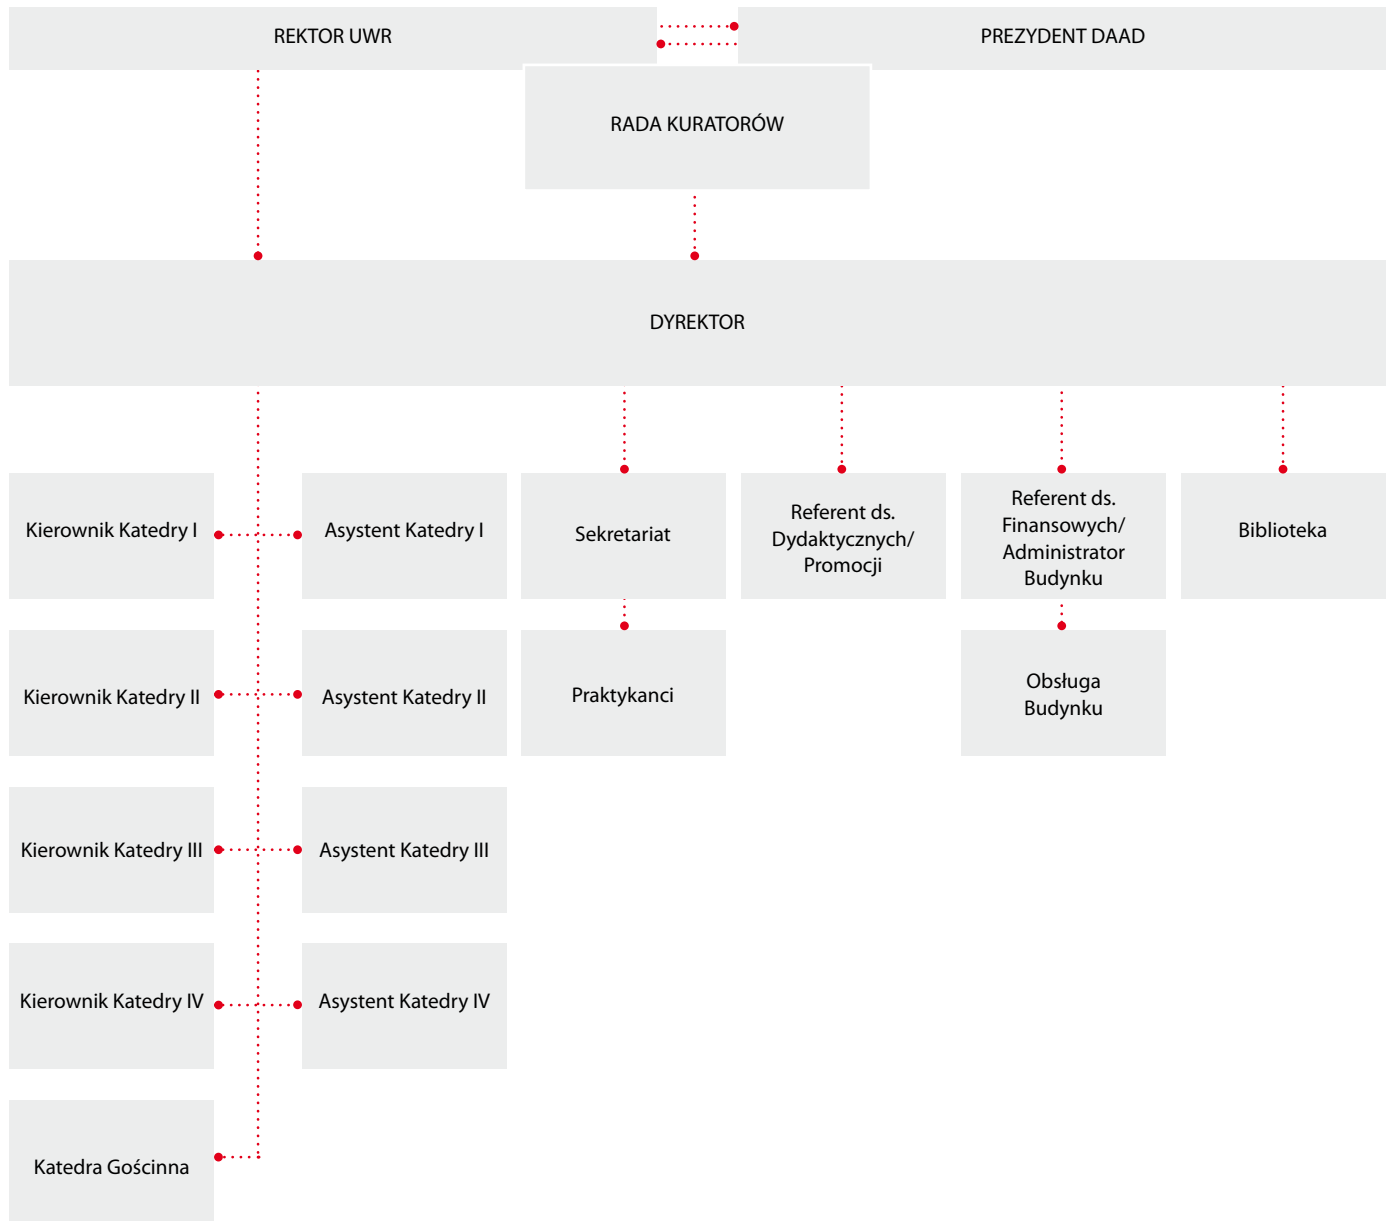 REKTOR UWR
PREZYDENT DAAD
RADA KURATORÓW
DYREKTOR
Kierownik Katedry I
Asystent Katedry I
Sekretariat
Referent ds.
Dydaktycznych/
Promocji
Referent ds.
Finansowych/
Administrator
Budynku
Biblioteka
Kierownik Katedry II
Asystent Katedry II
Praktykanci
Obsługa
Budynku
Kierownik Katedry III
Asystent Katedry III
Kierownik Katedry IV
Asystent Katedry IV
Katedra Gościnna